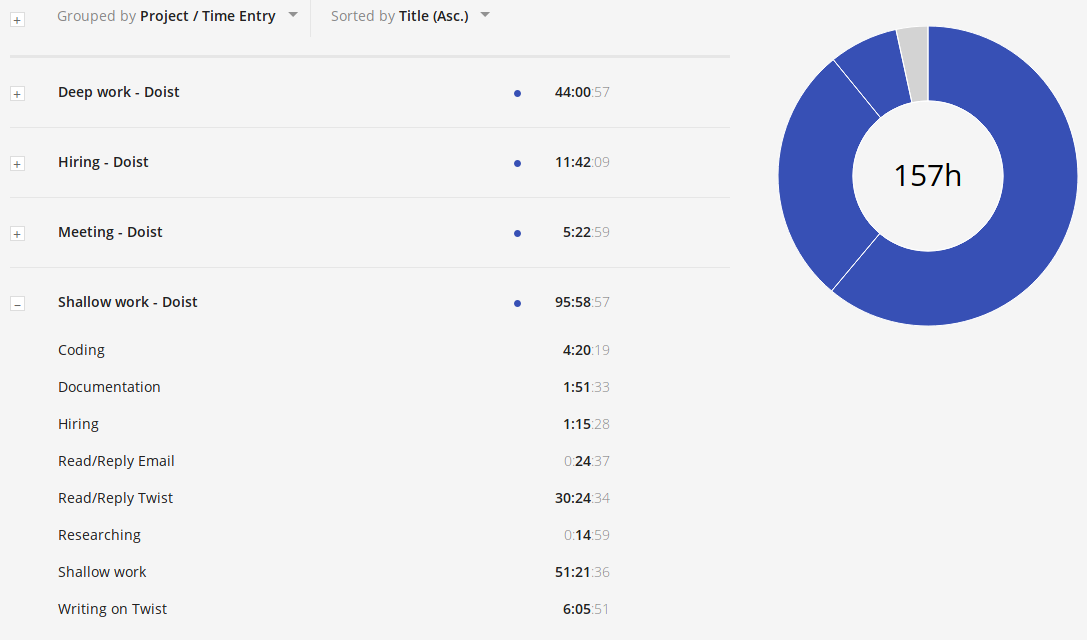 Grouped by Project / Time Entry Sorted by Title (Asc.)
Deep work - Doist 44:00:57
Hiring - Doist 11:42:09
157h
Meeting - Doist 5:22:59
Shallow work - Doist 95:58:57
Coding 4:20:19
Documentation 1:51:33
Hiring 1:15:28
Read/Reply Email 0:24:37
Read/Reply Twist 30:24:34
Researching 0:14:59
Shallow work 51:21:36
Writing on Twist 6:05:51